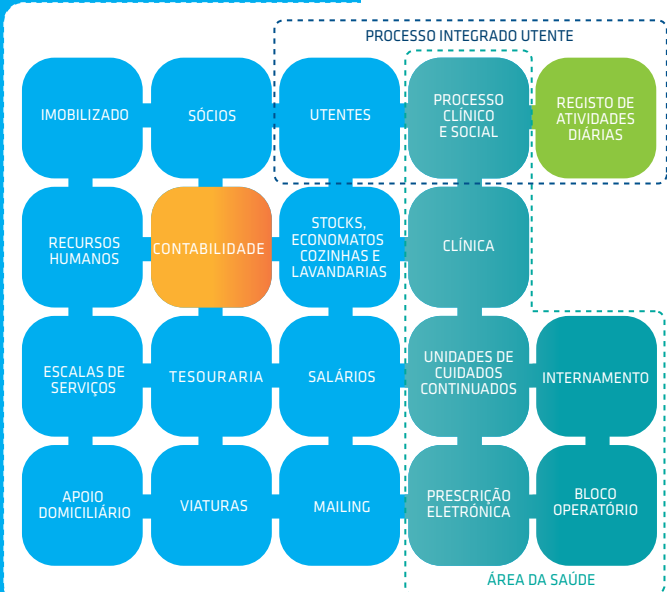 PROCESSO INTEGRADO UTENTE
IMOBILIZADO
SÓCIOS
UTENTES
PROCESSO
CLÍNICO
E SOCIAL
REGISTO DE
ATIVIDADES
DIÁRIAS
RECURSOS
HUMANOS
CONTABILIDADE
STOCKS,
ECONOMATOS
COZINHAS E
LAVANDARIAS
CLÍNICA
ESCALAS DE
SERVIÇOS
TESOURARIA
SALÁRIOS
UNIDADES DE
CUIDADOS
CONTINUADOS
INTERNAMENTO
APOIO
DOMICILIÁRIO
VIATURAS
MAILING
PRESCRIÇÃO
ELETRÓNICA
BLOCO
OPERATÓRIO
ÁREA DA SAÚDE